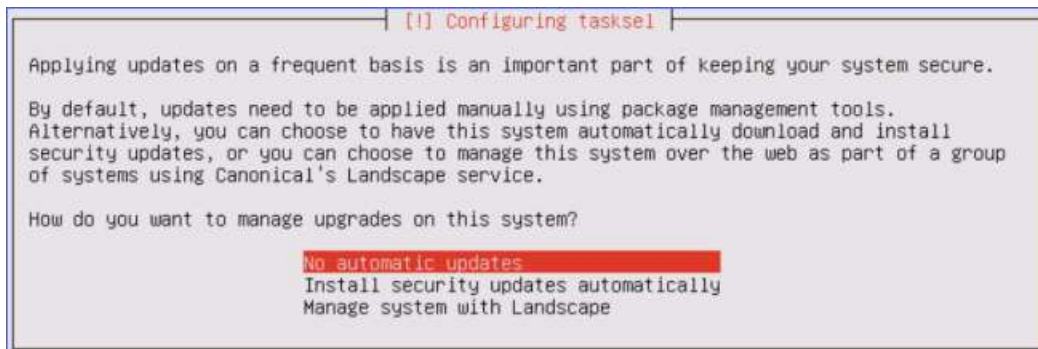 [!] Configuring tasksel
Applying updates on a frequent basis is an important part of keeping your system secure.
By default, updates need to be applied manually using package management tools.
Alternatively, you can choose to have this system automatically download and install
security updates, or you can choose to manage this system over the web as part of a group
of systems using Canonical's Landscape service.
How do you want to manage upgrades on this system?
No automatic updates
Install security updates automatically
Manage system with Landscape